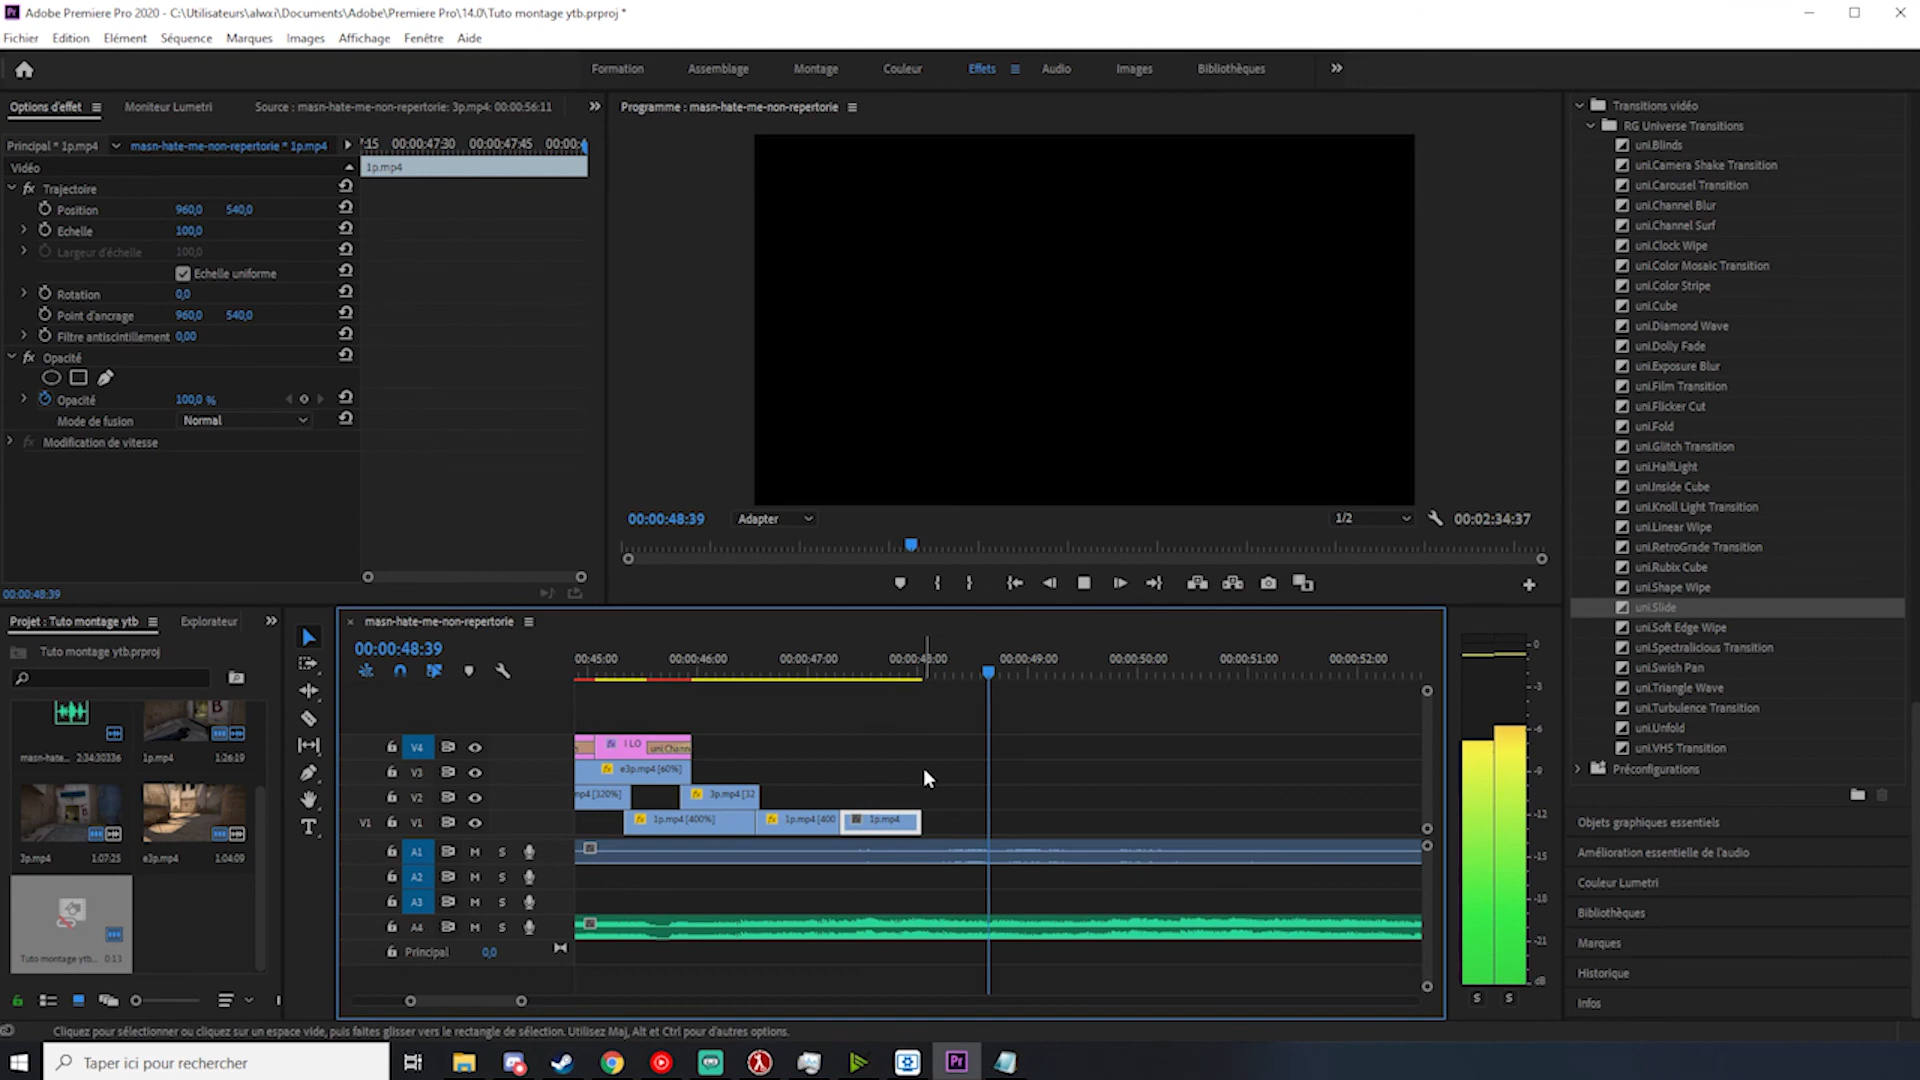 Adobe Premiere Pro 2020 - C:\Utilisateurs\alwxi\Documents\Adobe\Premiere Pro\14.0\Tuto montage ytb.prproj *
Fichier Edition Elément Séquence Marques Images Affichage Fenêtre Aide
Formation Assemblage Montage Couleur Effets Audio Images Bibliothèques
Options d'effet Moniteur Lumetri Source : masn-hate-me-non-repertorie: 3p.mp4: 00:00:56:11
Programme : masn-hate-me-non-repertorie
Principal * 1p.mp4 masn-hate-me-non-repertorie * 1p.mp4
:15 00:00:47:30 00:00:47:45
Vidéo
1p.mp4
Trajectoire
Position 960,0 540,0
Echelle 100,0
Largeur d'échelle 100,0
Echelle uniforme
Rotation 0,0
Point d'ancrage 960,0 540,0
Filtre antiscintillement 0,00
Opacité
Opacité 100,0 %
Mode de fusion Normal
Modification de vitesse
00:00:48:39
00:00:48:39 Adapter 1/2 00:02:34:37
Transitions vidéo
RG Universe Transitions
uni.Blinds
uni.Camera Shake Transition
uni.Carousel Transition
uni.Channel Blur
uni.Channel Surf
uni.Clock Wipe
uni.Color Mosaic Transition
uni.Color Stripe
uni.Cube
uni.Diamond Wave
uni.Dolly Fade
uni.Exposure Blur
uni.Film Transition
uni.Flicker Cut
uni.Fold
uni.Glitch Transition
uni.HalfLight
uni.Inside Cube
uni.Knoll Light Transition
uni.Linear Wipe
uni.RetroGrade Transition
uni.Rubix Cube
uni.Shape Wipe
uni.Slide
uni.Soft Edge Wipe
uni.Spectralicious Transition
uni.Swish Pan
uni.Triangle Wave
uni.Turbulence Transition
uni.Unfold
uni.VHS Transition
Préconfigurations
Objets graphiques essentiels
Amélioration essentielle de l'audio
Couleur Lumetri
Bibliothèques
Marques
Historique
Infos
Projet : Tuto montage ytb Explorateur
Tuto montage ytb.prproj
masn-hate... 2:34:30336 1p.mp4 1:26:19
3p.mp4 1:07:25 e3p.mp4 1:04:09
Tuto montage ytb... 0:13
masn-hate-me-non-repertorie
00:00:48:39
00:45:00 00:00:46:00 00:00:47:00 00:00:48:00 00:00:49:00 00:00:50:00 00:00:51:00 00:00:52:00
V4 I LO uni.Chann
V3 e3p.mp4 [60%]
V2 mp4 [320%] 3p.mp4 [32
V1 V1 1p.mp4 [400%] 1p.mp4 [400 1p.mp4
A1 M S
A2 M S
A3 M S
A4 M S
Principal 0,0
0
-3
-6
-9
-12
-15
-18
-21
dB
S S
Cliquez pour sélectionner ou cliquez sur un espace vide, puis faites glisser vers le rectangle de sélection. Utilisez Maj, Alt et Ctrl pour d'autres options.
Taper ici pour rechercher
Pr